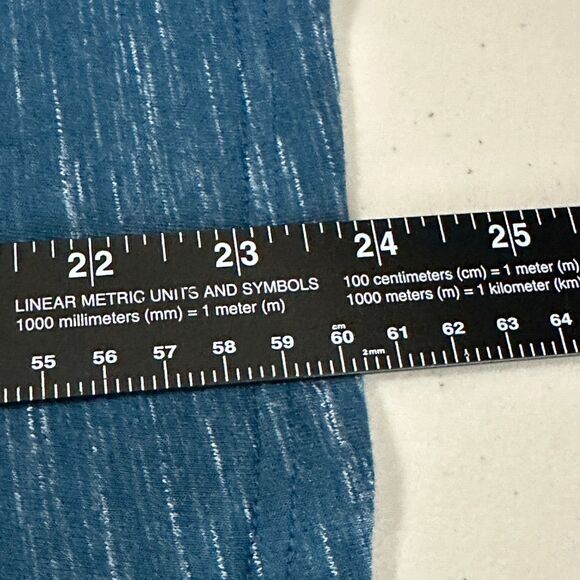 22 23 24 25
LINEAR METRIC UNITS AND SYMBOLS
1000 millimeters (mm) = 1 meter (m)
100 centimeters (cm) = 1 meter (m)
1000 meters (m) = 1 kilometer (km)
cm
55 56 57 58 59 60 61 62 63 64
2mm